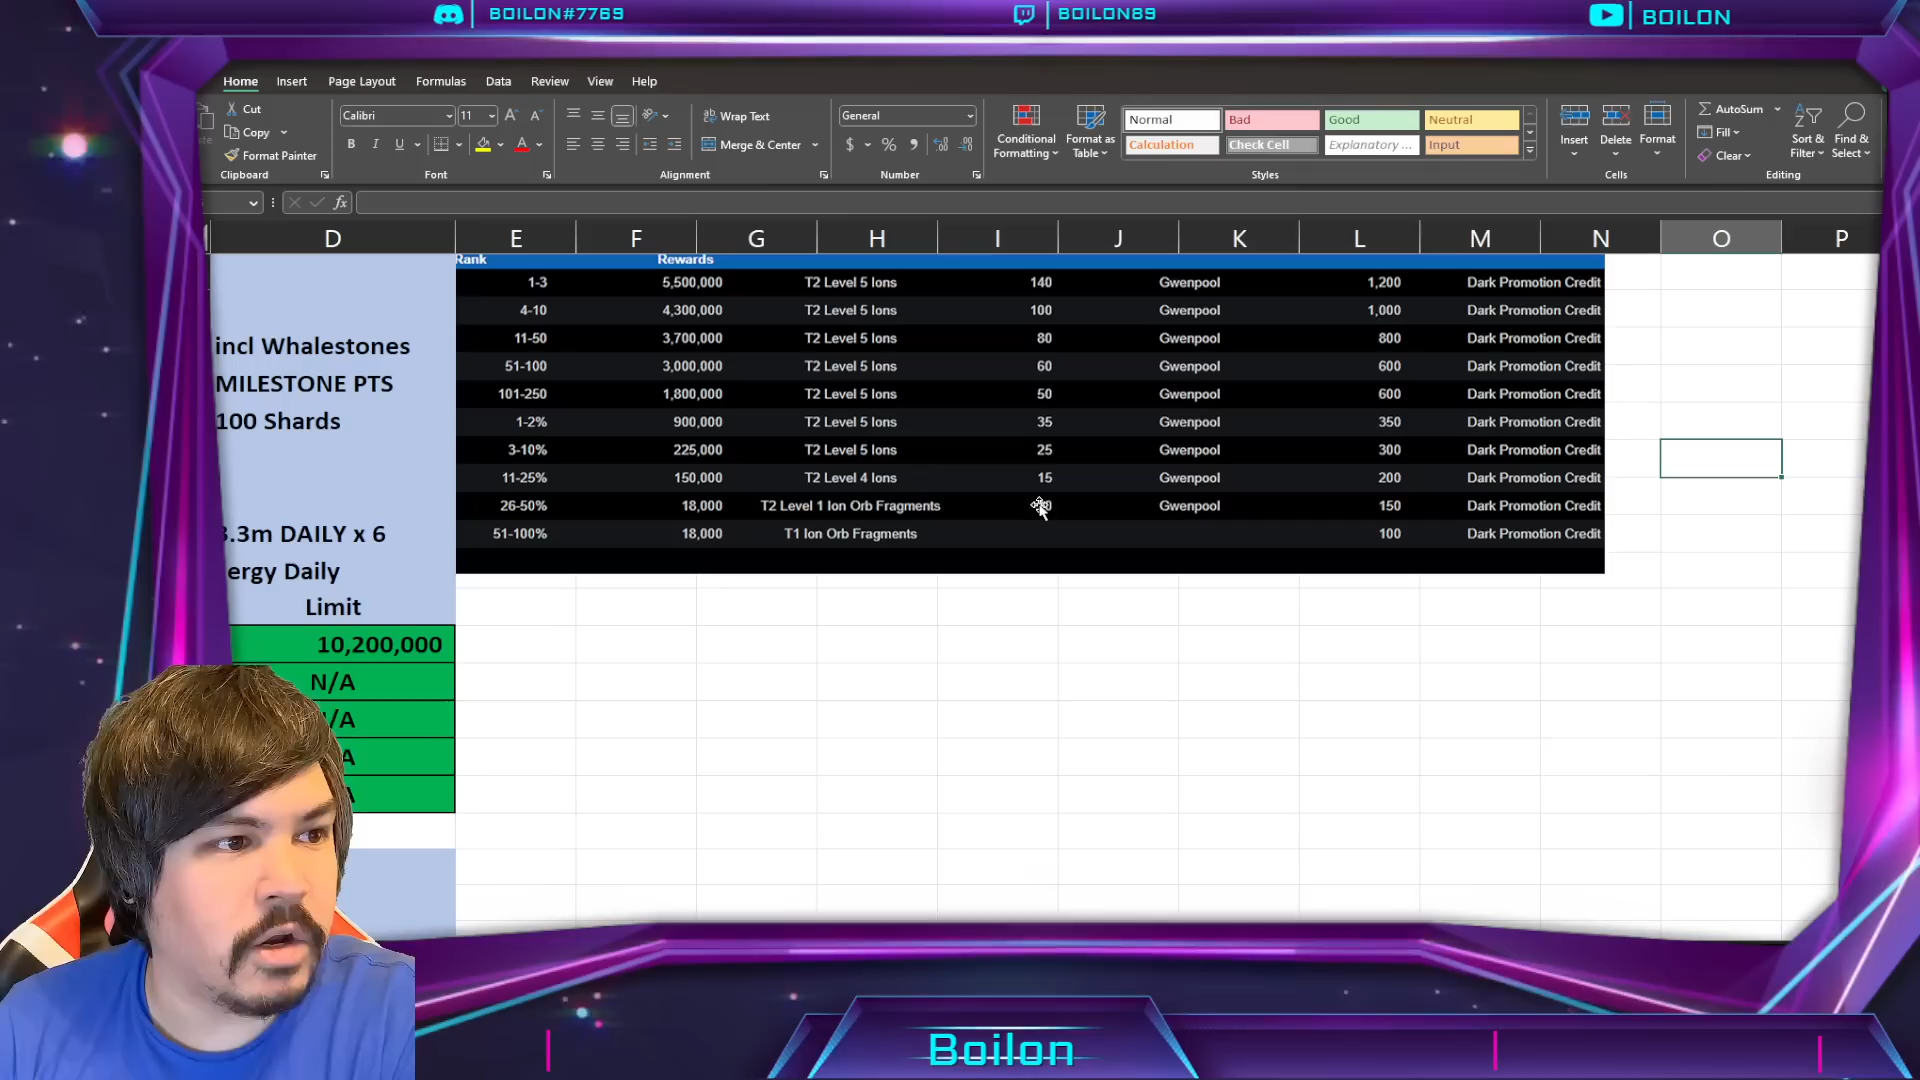 BOILON#7769
BOILON89
BOILON
Home Insert Page Layout Formulas Data Review View Help
Cut
Copy
Format Painter
Clipboard
Calibri 11
B I U
Font
Wrap Text
Merge & Center
Alignment
General
$ % 9
Number
Conditional Formatting
Format as Table
Normal Bad Good Neutral
Calculation Check Cell Explanatory ... Input
Styles
Insert Delete Format
Cells
AutoSum
Fill
Clear
Sort & Filter
Find & Select
Editing
fx
D E F G H I J K L M N O P
Rank Rewards
1-3 5,500,000 T2 Level 5 Ions 140 Gwenpool 1,200 Dark Promotion Credit
4-10 4,300,000 T2 Level 5 Ions 100 Gwenpool 1,000 Dark Promotion Credit
11-50 3,700,000 T2 Level 5 Ions 80 Gwenpool 800 Dark Promotion Credit
51-100 3,000,000 T2 Level 5 Ions 60 Gwenpool 600 Dark Promotion Credit
101-250 1,800,000 T2 Level 5 Ions 50 Gwenpool 600 Dark Promotion Credit
1-2% 900,000 T2 Level 5 Ions 35 Gwenpool 350 Dark Promotion Credit
3-10% 225,000 T2 Level 5 Ions 25 Gwenpool 300 Dark Promotion Credit
11-25% 150,000 T2 Level 4 Ions 15 Gwenpool 200 Dark Promotion Credit
26-50% 18,000 T2 Level 1 Ion Orb Fragments Gwenpool 150 Dark Promotion Credit
51-100% 18,000 T1 Ion Orb Fragments 100 Dark Promotion Credit
incl Whalestones
MILESTONE PTS
100 Shards
.3m DAILY x 6
ergy Daily
Limit
10,200,000
N/A
/A
A
Boilon